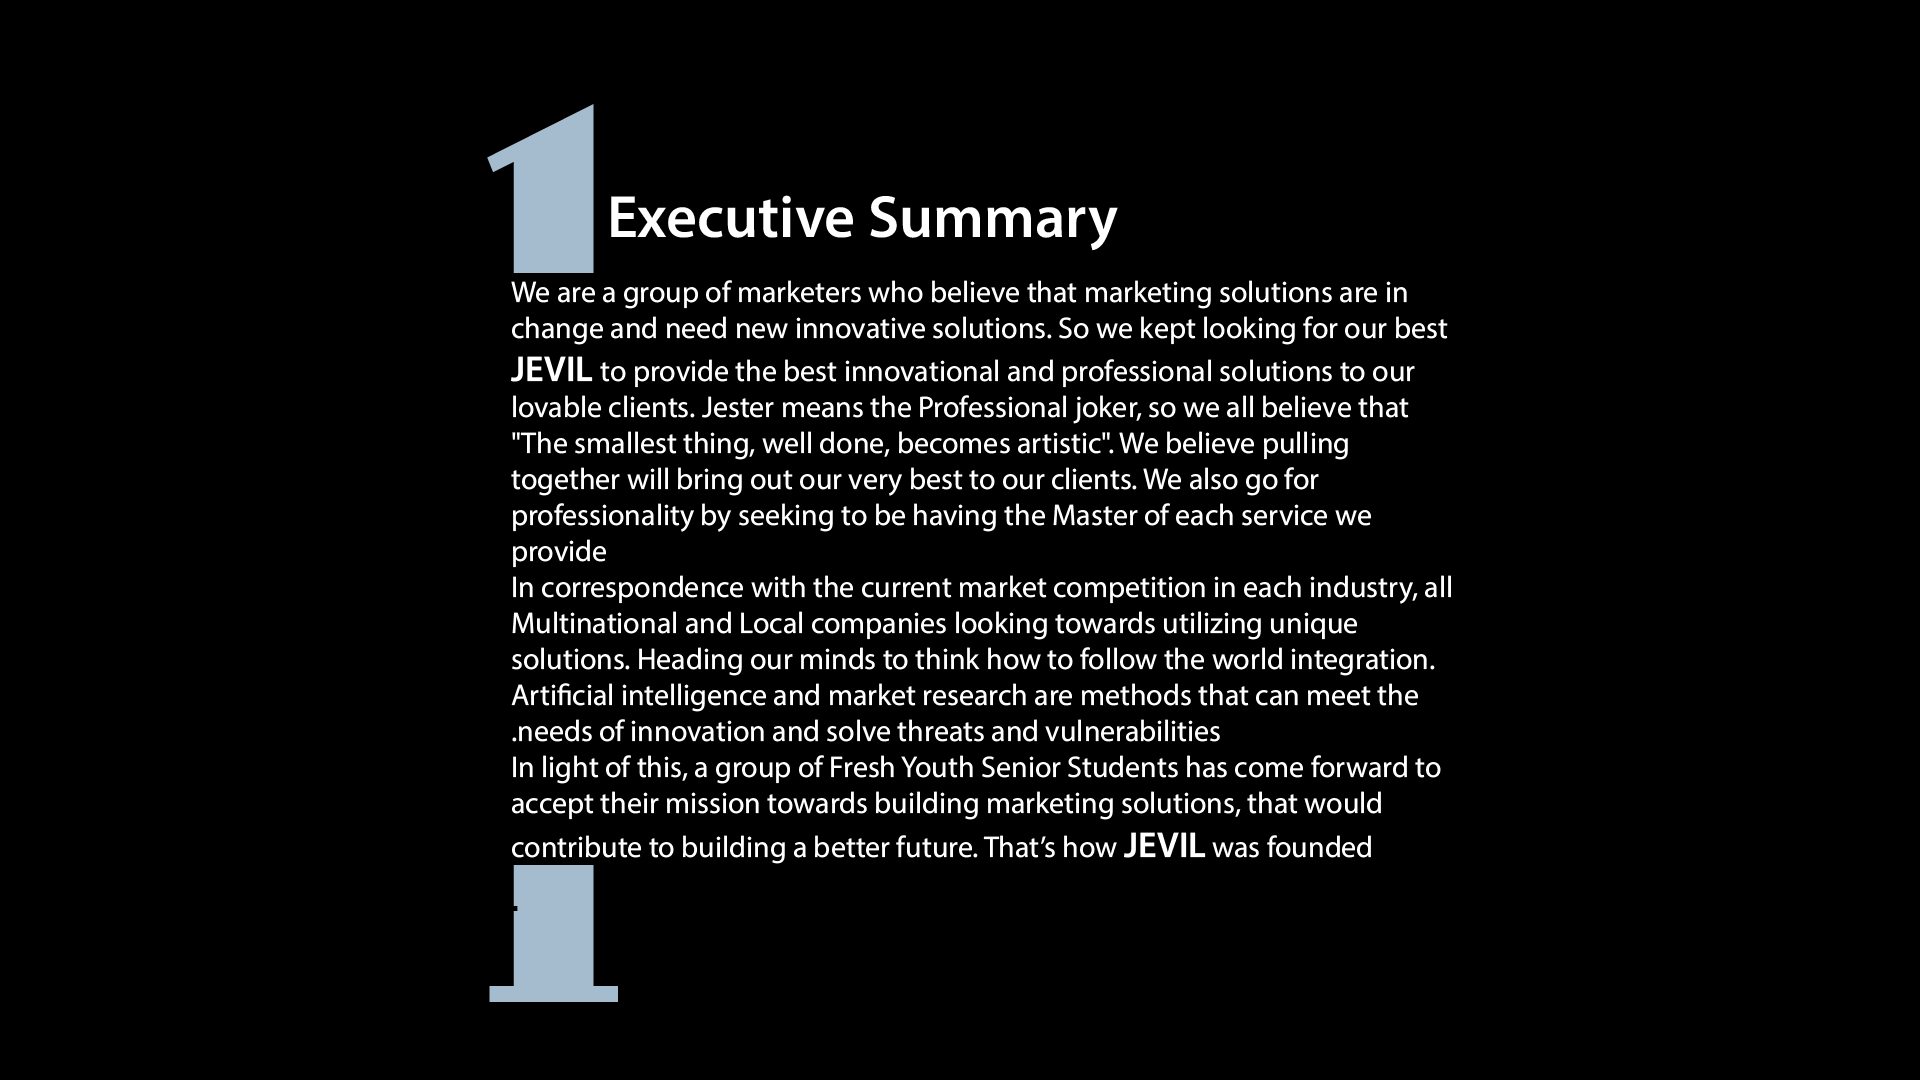 1
Executive Summary
We are a group of marketers who believe that marketing solutions are in
change and need new innovative solutions. So we kept looking for our best
JEVIL to provide the best innovational and professional solutions to our
lovable clients. Jester means the Professional joker, so we all believe that
"The smallest thing, well done, becomes artistic". We believe pulling
together will bring out our very best to our clients. We also go for
professionality by seeking to be having the Master of each service we
provide
In correspondence with the current market competition in each industry, all
Multinational and Local companies looking towards utilizing unique
solutions. Heading our minds to think how to follow the world integration.
Artificial intelligence and market research are methods that can meet the
.needs of innovation and solve threats and vulnerabilities
In light of this, a group of Fresh Youth Senior Students has come forward to
accept their mission towards building marketing solutions, that would
contribute to building a better future. That’s how JEVIL was founded